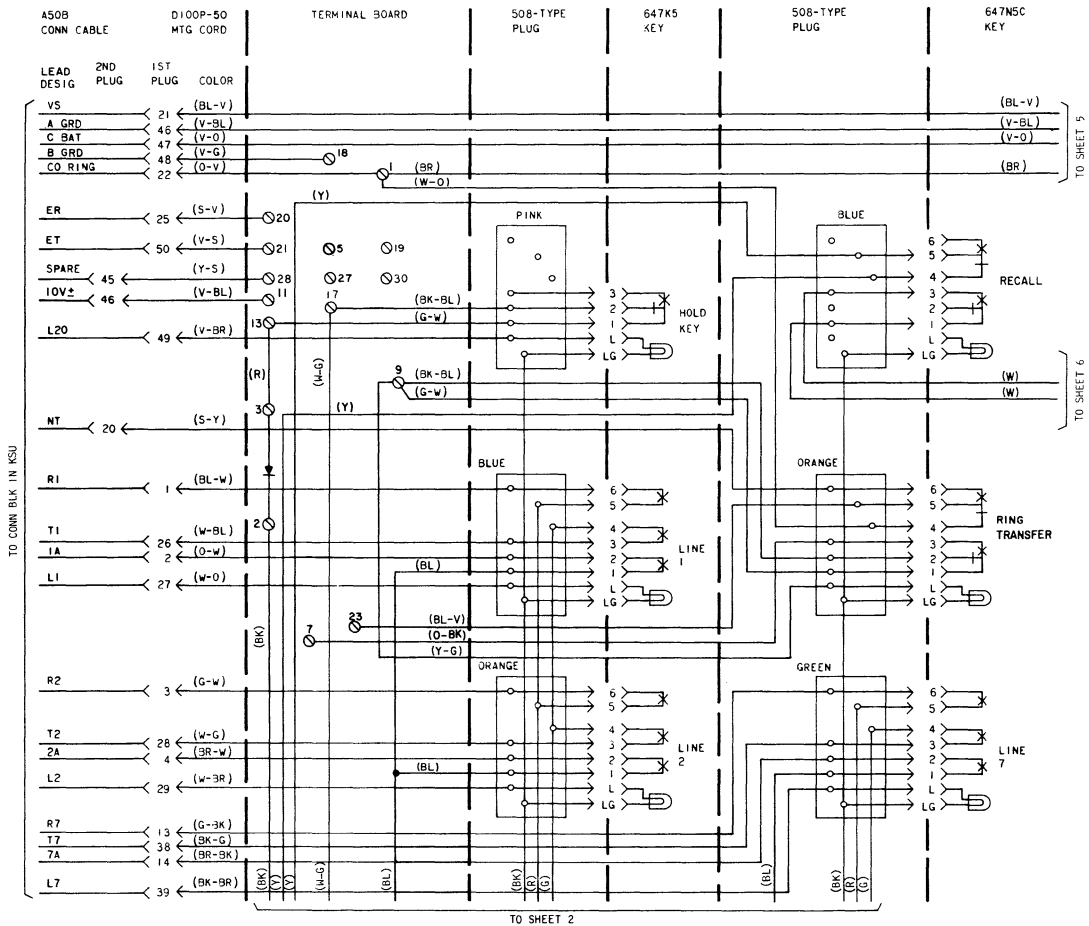 A50B CONN CABLE
D100P-50 MTG CORD
TERMINAL BOARD
508-TYPE PLUG
647K5 KEY
508-TYPE PLUG
647N5C KEY
LEAD DESIG
2ND PLUG
1ST PLUG
COLOR
VS 21 (BL-V) (BL-V)
A GRD 46 (V-BL) (V-BL)
C BAT 47 (V-O) (V-O)
B GRD 48 (V-G) 18
CO RING 22 (O-V) 1 (BR) (BR)
(W-O)
(Y)
TO SHEET 5
ER 25 (S-V) 20
PINK
BLUE
ET 50 (V-S) 21 5 19
6
5
SPARE 45 (Y-S) 28 27 30
4
RECALL
10V± 46 (V-BL) 11
17 (BK-BL)
13 (G-W)
3
2
1
L
LG
HOLD KEY
3
2
1
L
LG
L20 49 (V-BR)
(R)
(W-G)
9 (BK-BL)
(G-W)
(W)
(W)
TO SHEET 6
3 (Y)
NT 20 (S-Y)
TO CONN BLK IN KSU
BLUE
ORANGE
R1 1 (BL-W)
2
T1 26 (W-BL)
1A 2 (O-W)
(BL)
L1 27 (W-O)
6
5
4
3
2
1
L
LG
LINE 1
6
5
4
3
2
1
L
LG
RING TRANSFER
(BK)
7
23
(BL-V)
(O-BK)
(Y-G)
ORANGE
GREEN
R2 3 (G-W)
T2 28 (W-G)
2A 4 (BR-W)
(BL)
L2 29 (W-BR)
6
5
4
3
2
1
L
LG
LINE 2
6
5
4
3
2
1
L
LG
LINE 7
R7 13 (G-BK)
T7 38 (BK-G)
7A 14 (BR-BK)
L7 39 (BK-BR)
(BK)
(Y)
(Y)
(W-G)
(BL)
(BK)
(R)
(G)
(BL)
(BK)
(R)
(G)
TO SHEET 2